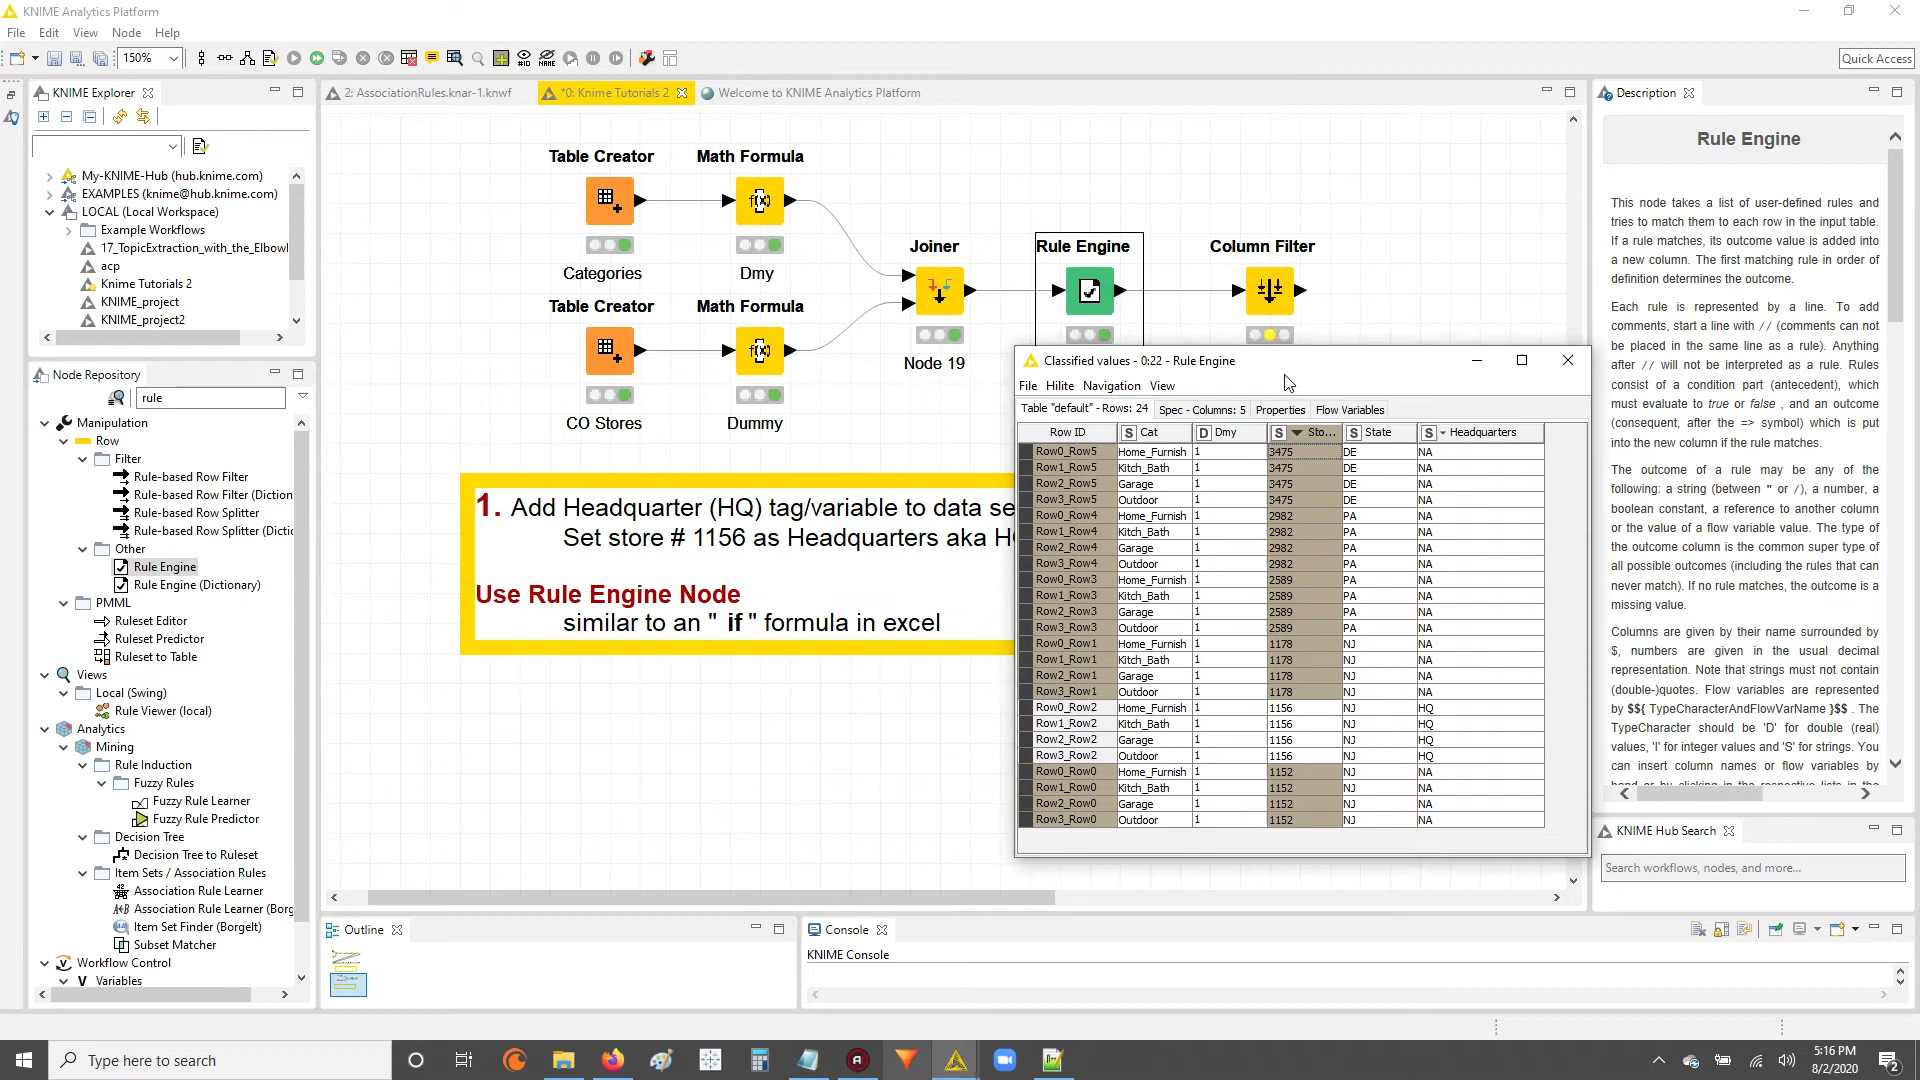 KNIME Analytics Platform
File Edit View Node Help
150%
Quick Access
KNIME Explorer
My-KNIME-Hub (hub.knime.com)
EXAMPLES (knime@hub.knime.com)
LOCAL (Local Workspace)
Example Workflows
17_TopicExtraction_with_the_Elbow
acp
Knime Tutorials 2
KNIME_project
KNIME_project2
Node Repository
rule
Manipulation
Row
Filter
Rule-based Row Filter
Rule-based Row Filter (Diction
Rule-based Row Splitter
Rule-based Row Splitter (Dictio
Other
Rule Engine
Rule Engine (Dictionary)
PMML
Ruleset Editor
Ruleset Predictor
Ruleset to Table
Views
Local (Swing)
Rule Viewer (local)
Analytics
Mining
Rule Induction
Fuzzy Rules
Fuzzy Rule Learner
Fuzzy Rule Predictor
Decision Tree
Decision Tree to Ruleset
Item Sets / Association Rules
Association Rule Learner
Association Rule Learner (Borg
Item Set Finder (Borgelt)
Subset Matcher
Workflow Control
Variables
2: AssociationRules.knar-1.knwf
*0: Knime Tutorials 2
Welcome to KNIME Analytics Platform
Table Creator Math Formula
Categories Dmy
Table Creator Math Formula
CO Stores Dummy
Joiner
Node 19
Rule Engine
Column Filter
1. Add Headquarter (HQ) tag/variable to data se
Set store # 1156 as Headquarters aka H
Use Rule Engine Node
similar to an " if " formula in excel
Classified values - 0:22 - Rule Engine
File Hilite Navigation View
Table "default" - Rows: 24 Spec - Columns: 5 Properties Flow Variables
Row ID S Cat D Dmy S Sto... S State S Headquarters
Row0_Row5 Home_Furnish 1 3475 DE NA
Row1_Row5 Kitch_Bath 1 3475 DE NA
Row2_Row5 Garage 1 3475 DE NA
Row3_Row5 Outdoor 1 3475 DE NA
Row0_Row4 Home_Furnish 1 2982 PA NA
Row1_Row4 Kitch_Bath 1 2982 PA NA
Row2_Row4 Garage 1 2982 PA NA
Row3_Row4 Outdoor 1 2982 PA NA
Row0_Row3 Home_Furnish 1 2589 PA NA
Row1_Row3 Kitch_Bath 1 2589 PA NA
Row2_Row3 Garage 1 2589 PA NA
Row3_Row3 Outdoor 1 2589 PA NA
Row0_Row1 Home_Furnish 1 1178 NJ NA
Row1_Row1 Kitch_Bath 1 1178 NJ NA
Row2_Row1 Garage 1 1178 NJ NA
Row3_Row1 Outdoor 1 1178 NJ NA
Row0_Row2 Home_Furnish 1 1156 NJ HQ
Row1_Row2 Kitch_Bath 1 1156 NJ HQ
Row2_Row2 Garage 1 1156 NJ HQ
Row3_Row2 Outdoor 1 1156 NJ HQ
Row0_Row0 Home_Furnish 1 1152 NJ NA
Row1_Row0 Kitch_Bath 1 1152 NJ NA
Row2_Row0 Garage 1 1152 NJ NA
Row3_Row0 Outdoor 1 1152 NJ NA
Description
Rule Engine
This node takes a list of user-defined rules and
tries to match them to each row in the input table.
If a rule matches, its outcome value is added into
a new column. The first matching rule in order of
definition determines the outcome.
Each rule is represented by a line. To add
comments, start a line with // (comments can not
be placed in the same line as a rule). Anything
after // will not be interpreted as a rule. Rules
consist of a condition part (antecedent), which
must evaluate to true or false , and an outcome
(consequent, after the => symbol) which is put
into the new column if the rule matches.
The outcome of a rule may be any of the
following: a string (between " or /), a number, a
boolean constant, a reference to another column
or the value of a flow variable value. The type of
the outcome column is the common super type of
all possible outcomes (including the rules that can
never match). If no rule matches, the outcome is a
missing value.
Columns are given by their name surrounded by
$, numbers are given in the usual decimal
representation. Note that strings must not contain
(double-)quotes. Flow variables are represented
by $${ TypeCharacterAndFlowVarName }$$ . The
TypeCharacter should be 'D' for double (real)
values, 'I' for integer values and 'S' for strings. You
can insert column names or flow variables by
hand or by clicking in the respective lists in the
KNIME Hub Search
Search workflows, nodes, and more...
Outline
Console
KNIME Console
Type here to search
5:16 PM
8/2/2020
2